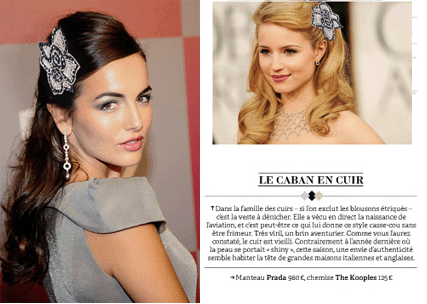 LE CABAN EN CUIR
↑ Dans la famille des cuirs – si l'on exclut les blousons étriqués –
c'est la veste à dénicher. Elle a vécu en direct la naissance de
l'aviation, et c'est peut-être ce qui lui donne ce style casse-cou sans
être frimeur. Très viril, un brin aventurier. Comme vous l'aurez
constaté, le cuir est vieilli. Contrairement à l'année dernière où
la peau se portait « shiny », cette saison, une envie d'authenticité
semble habiter la tête de grandes maisons italiennes et anglaises.
→ Manteau Prada 980 €, chemise The Kooples 125 €